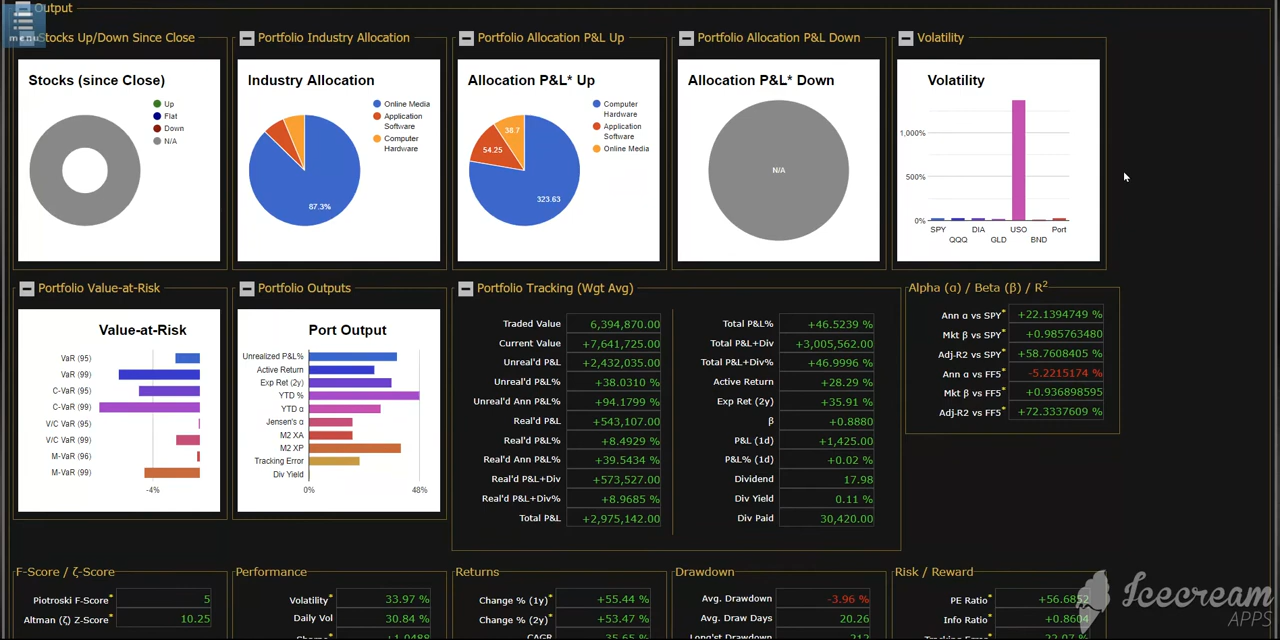 Output
menu
Stocks Up/Down Since Close
Portfolio Industry Allocation
Portfolio Allocation P&L Up
Portfolio Allocation P&L Down
Volatility
Stocks (since Close)
Up
Flat
Down
N/A
Industry Allocation
Online Media
Application
Software
Computer
Hardware
87.3%
Allocation P&L* Up
Computer
Hardware
Application
Software
Online Media
38.7
54.25
323.63
Allocation P&L* Down
N/A
Volatility
1,000%
500%
0%
SPY
QQQ
DIA
GLD
USO
BND
Port
Portfolio Value-at-Risk
Portfolio Outputs
Portfolio Tracking (Wgt Avg)
Alpha (α) / Beta (β) / R²
Value-at-Risk
VaR (95)
VaR (99)
C-VaR (95)
C-VaR (99)
V/C VaR (95)
V/C VaR (99)
M-VaR (96)
M-VaR (99)
-4%
Port Output
Unrealized P&L%
Active Return
Exp Ret (2y)
YTD %
YTD α
Jensen's α
M2 XA
M2 XP
Tracking Error
Div Yield
0%
48%
Traded Value 6,394,870.00
Current Value +7,641,725.00
Unreal'd P&L +2,432,035.00
Unreal'd P&L% +38.0310 %
Unreal'd Ann P&L% +94.1799 %
Real'd P&L +543,107.00
Real'd P&L% +8.4929 %
Real'd Ann P&L% +39.5434 %
Real'd P&L+Div +573,527.00
Real'd P&L+Div% +8.9685 %
Total P&L +2,975,142.00
Total P&L% +46.5239 %
Total P&L+Div +3,005,562.00
Total P&L+Div% +46.9996 %
Active Return +28.29 %
Exp Ret (2y) +35.91 %
β +0.8880
P&L (1d) +1,425.00
P&L% (1d) +0.02 %
Dividend 17.98
Div Yield 0.11 %
Div Paid 30,420.00
Ann α vs SPY* +22.1394749 %
Mkt β vs SPY* +0.985763480
Adj-R2 vs SPY* +58.7608405 %
Ann α vs FF5* -5.2215174 %
Mkt β vs FF5* +0.936898595
Adj-R2 vs FF5* +72.3337609 %
F-Score / ζ-Score
Piotroski F-Score* 5
Altman (ζ) Z-Score* 10.25
Performance
Volatility* 33.97 %
Daily Vol 30.84 %
Sharpe* +1.0488
Returns
Change % (1y)* +55.44 %
Change % (2y)* +53.47 %
CAGR 35.65 %
Drawdown
Avg. Drawdown -3.96 %
Avg. Draw Days 20.26
Long'st Drawdown 212
Risk / Reward
PE Ratio* +56.6852
Info Ratio* +0.8604
Tracking Error* 22.07 %
Icecream
APPS